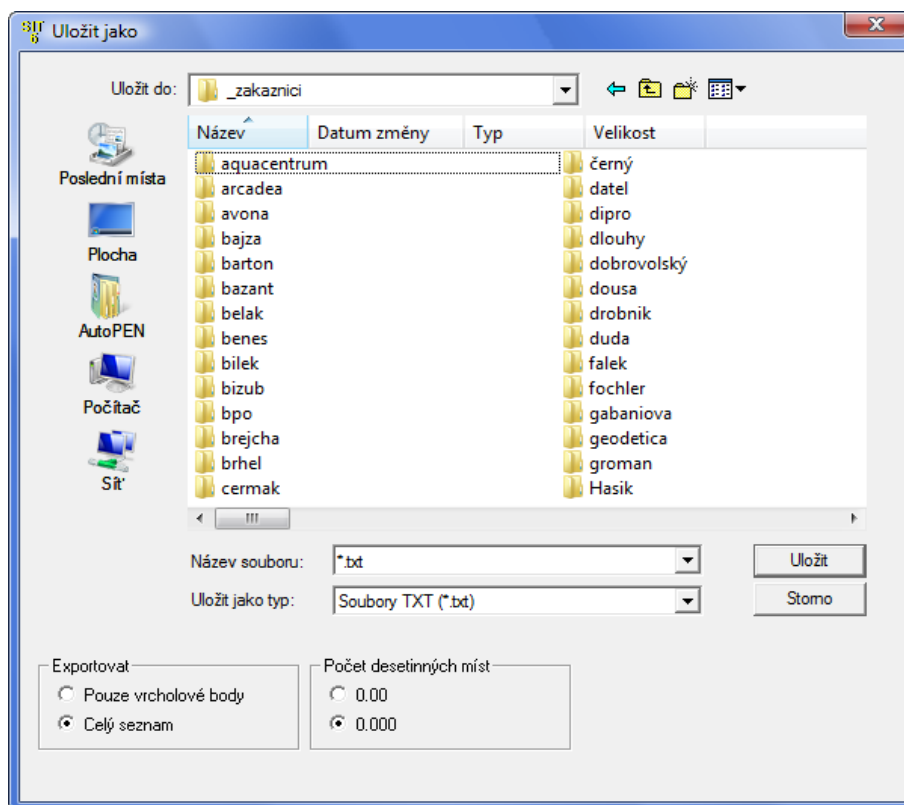 SIT 6 Uložit jako
Uložit do: _zakaznici
Název Datum změny Typ Velikost
Poslední místa
Plocha
AutoPEN
Počítač
Síť
aquacentrum
arcadea
avona
bajza
barton
bazant
belak
benes
bilek
bizub
bpo
brejcha
brhel
cermak
černý
datel
dipro
dlouhy
dobrovolský
dousa
drobnik
duda
falek
fochler
gabaniova
geodetica
groman
Hasik
Název souboru: *.txt
Uložit
Uložit jako typ: Soubory TXT (*.txt)
Storno
Exportovat
Pouze vrcholové body
Celý seznam
Počet desetinných míst
0.00
0.000